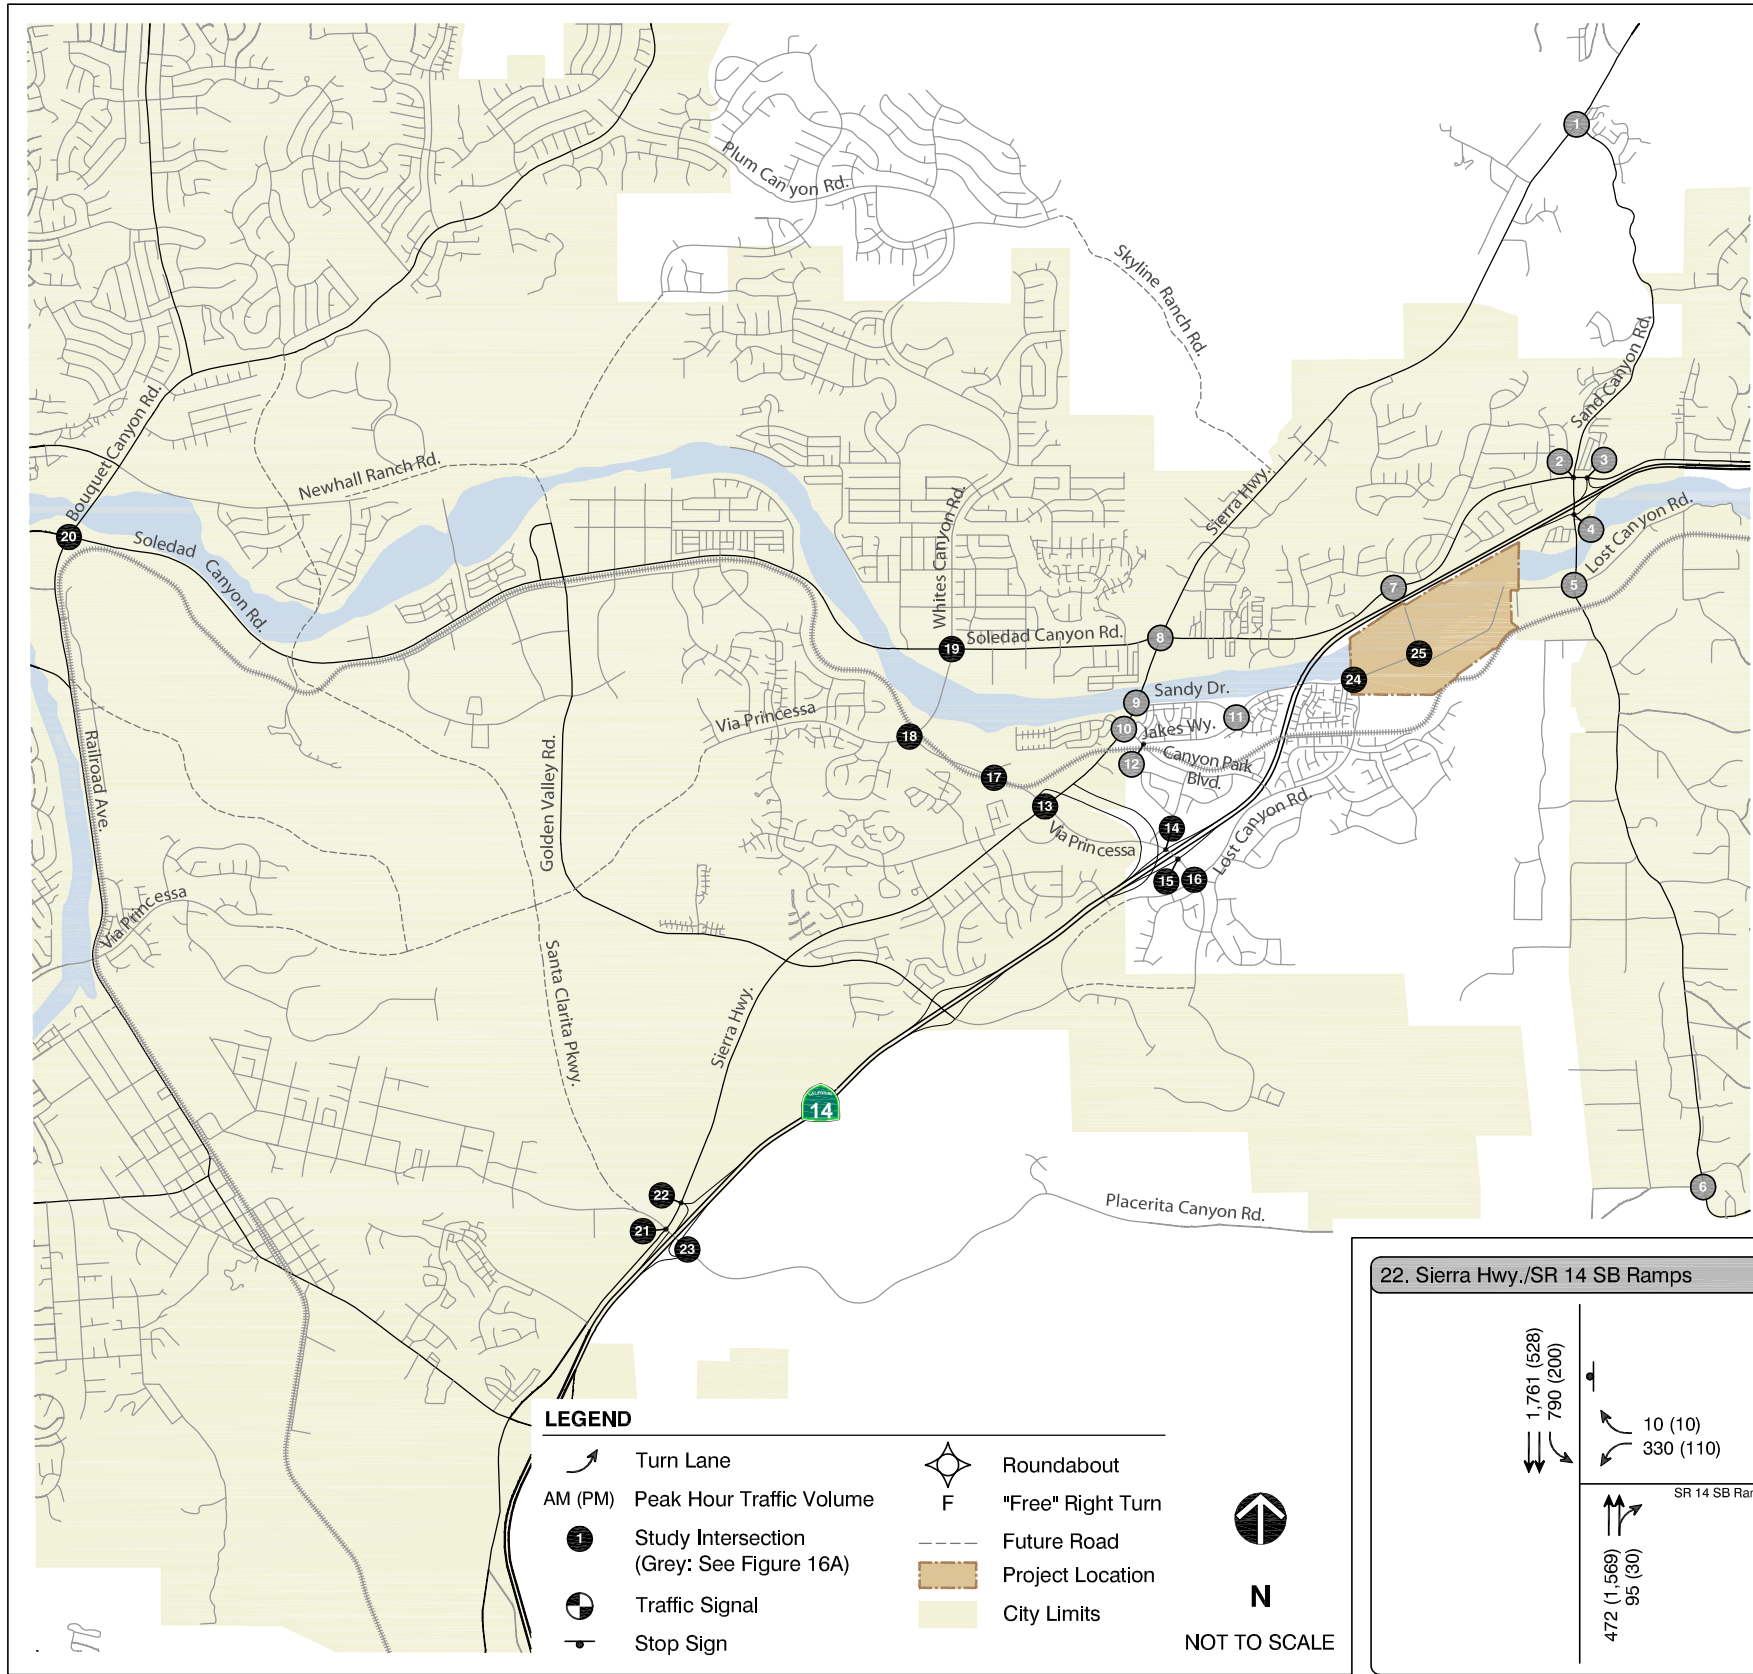 1
Plum Canyon Rd.
Skyline Ranch Rd.
Sand Canyon Rd.
Bouquet Canyon Rd.
Newhall Ranch Rd.
Whites Canyon Rd.
Sierra Hwy.
2
3
4
Lost Canyon Rd.
5
20
Soledad
Canyon Rd.
7
19
Soledad Canyon Rd.
8
25
24
Sandy Dr.
9
11
10
Jakes Wy.
Via Princessa
18
12
Canyon Park
Blvd.
17
13
Railroad Ave.
Golden Valley Rd.
14
Via Princessa
Lost Canyon Rd.
15
16
Via Princessa
Santa Clarita Pkwy.
Sierra Hwy.
CALIFORNIA
14
22
21
23
Placerita Canyon Rd.
6
22. Sierra Hwy./SR 14 SB Ramps
1,761 (528)
790 (200)
10 (10)
330 (110)
SR 14 SB Ram
472 (1,569)
95 (30)
LEGEND
Turn Lane
AM (PM) Peak Hour Traffic Volume
1 Study Intersection
(Grey: See Figure 16A)
Traffic Signal
Stop Sign
Roundabout
F "Free" Right Turn
Future Road
Project Location
City Limits
N
NOT TO SCALE